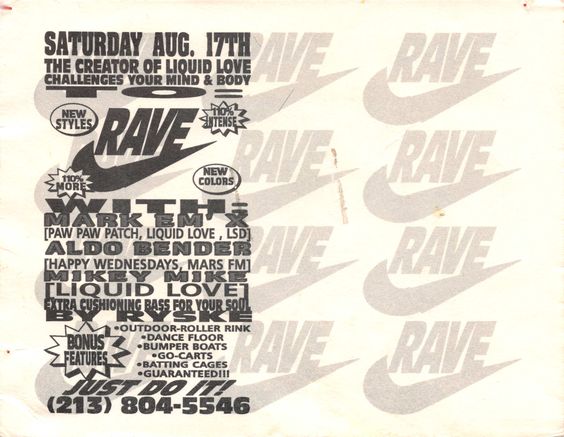 SATURDAY AUG. 17TH
THE CREATOR OF LIQUID LOVE
CHALLENGES YOUR MIND & BODY
TO=
NEW
STYLES
110%
INTENSE
RAVE
110%
MORE
NEW
COLORS
WITH=
MARK EM' X
[PAW PAW PATCH, LIQUID LOVE , LSD]
ALDO BENDER
[HAPPY WEDNESDAYS, MARS FM]
MIKEY MIKE
[LIQUID LOVE]
EXTRA CUSHIONING BASS FOR YOUR SOUL
BY RYSKE
BONUS
FEATURES
•OUTDOOR-ROLLER RINK
•DANCE FLOOR
•BUMPER BOATS
•GO-CARTS
•BATTING CAGES
•GUARANTEED!!!
JUST DO IT!
(213) 804-5546
RAVE
RAVE
RAVE
RAVE
RAVE
RAVE
RAVE
RAVE